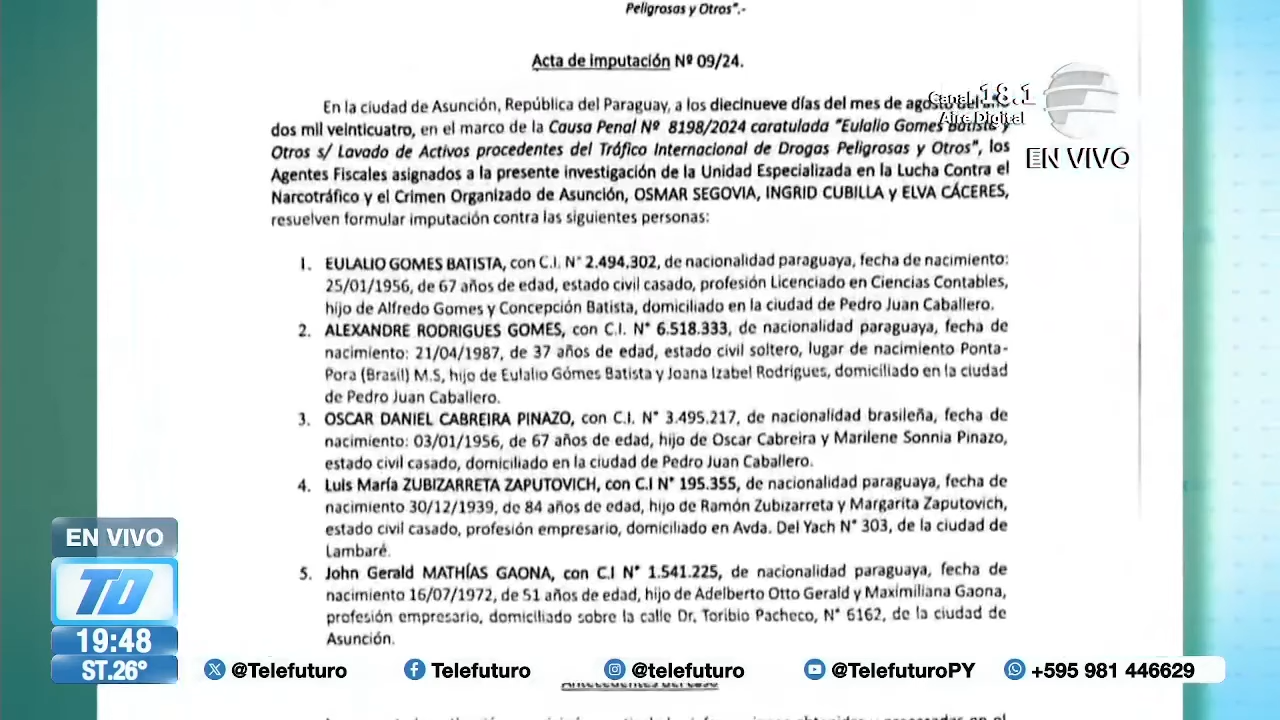 Peligrosas y Otros".-
Acta de imputación Nº 09/24.
En la ciudad de Asunción, República del Paraguay, a los diecinueve días del mes de agosto del
dos mil veinticuatro, en el marco de la Causa Penal Nº 8198/2024 caratulada "Eulalio Gomes Batista y
Otros s/ Lavado de Activos procedentes del Tráfico Internacional de Drogas Peligrosas y Otros", los
Agentes Fiscales asignados a la presente investigación de la Unidad Especializada en la Lucha Contra el
Narcotráfico y el Crimen Organizado de Asunción, OSMAR SEGOVIA, INGRID CUBILLA y ELVA CÁCERES,
resuelven formular imputación contra las siguientes personas:
1. EULALIO GOMES BATISTA, con C.I. N° 2.494.302, de nacionalidad paraguaya, fecha de nacimiento:
25/01/1956, de 67 años de edad, estado civil casado, profesión Licenciado en Ciencias Contables,
hijo de Alfredo Gomes y Concepción Batista, domiciliado en la ciudad de Pedro Juan Caballero.
2. ALEXANDRE RODRIGUES GOMES, con C.I. N° 6.518.333, de nacionalidad paraguaya, fecha de
nacimiento: 21/04/1987, de 37 años de edad, estado civil soltero, lugar de nacimiento Ponta-
Pora (Brasil) M.S, hijo de Eulalio Gómes Batista y Joana Izabel Rodrigues, domiciliado en la ciudad
de Pedro Juan Caballero.
3. OSCAR DANIEL CABREIRA PINAZO, con C.I. N° 3.495.217, de nacionalidad brasileña, fecha de
nacimiento: 03/01/1956, de 67 años de edad, hijo de Oscar Cabreira y Marilene Sonnia Pinazo,
estado civil casado, domiciliado en la ciudad de Pedro Juan Caballero.
4. Luis María ZUBIZARRETA ZAPUTOVICH, con C.I N° 195.355, de nacionalidad paraguaya, fecha de
nacimiento 30/12/1939, de 84 años de edad, hijo de Ramón Zubizarreta y Margarita Zaputovich,
estado civil casado, profesión empresario, domiciliado en Avda. Del Yach N° 303, de la ciudad de
Lambaré.
5. John Gerald MATHÍAS GAONA, con C.I N° 1.541.225, de nacionalidad paraguaya, fecha de
nacimiento 16/07/1972, de 51 años de edad, hijo de Adelberto Otto Gerald y Maximiliana Gaona,
profesión empresario, domiciliado sobre la calle Dr. Toribio Pacheco, N° 6162, de la ciudad de
Asunción.
Canal 18.1
Aire Digital
EN VIVO
EN VIVO
TD
19:48
ST.26°
@Telefuturo
Telefuturo
@telefuturo
@TelefuturoPY
+595 981 446629